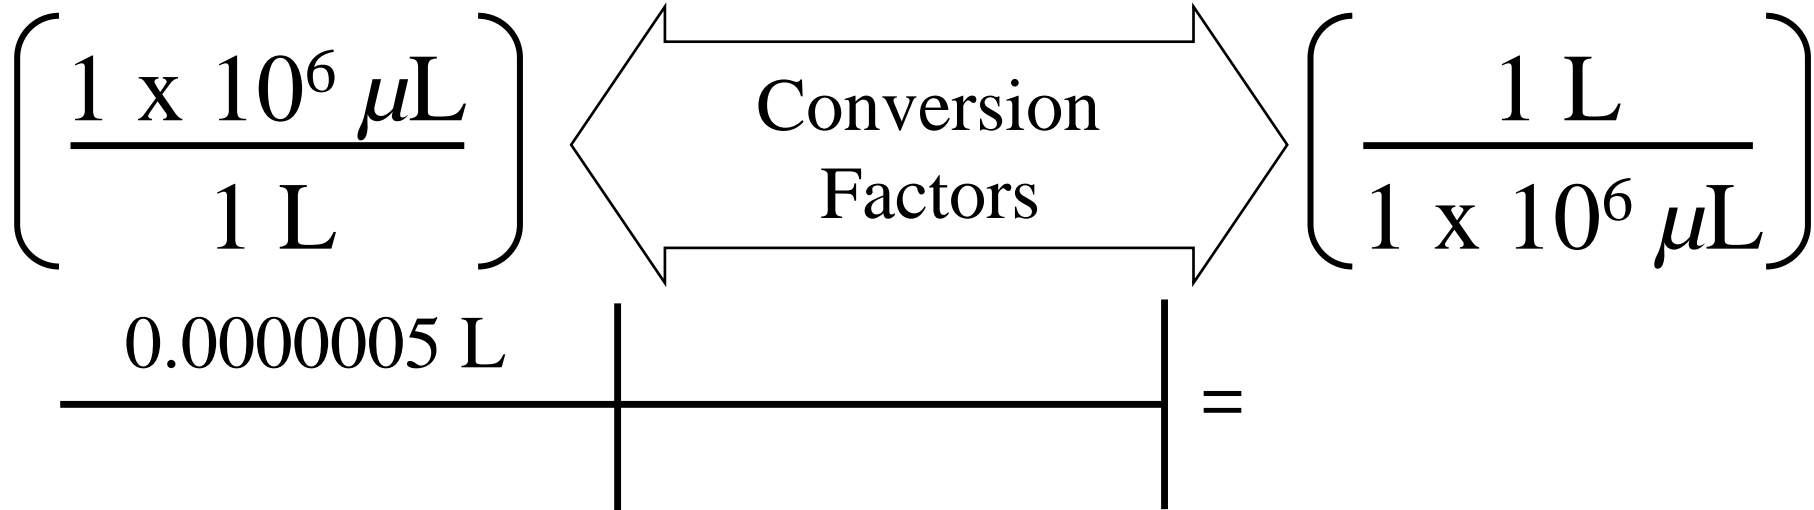 1 x 10⁶ µL
1 L
Conversion
Factors
1 L
1 x 10⁶ µL
0.0000005 L
=